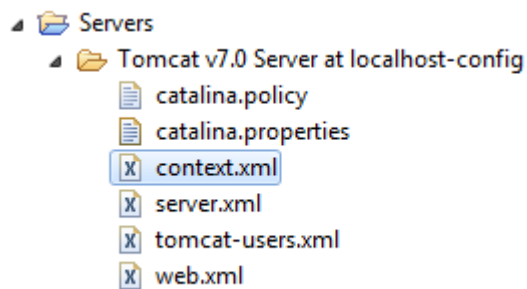 Servers
Tomcat v7.0 Server at localhost-config
catalina.policy
catalina.properties
context.xml
server.xml
tomcat-users.xml
web.xml